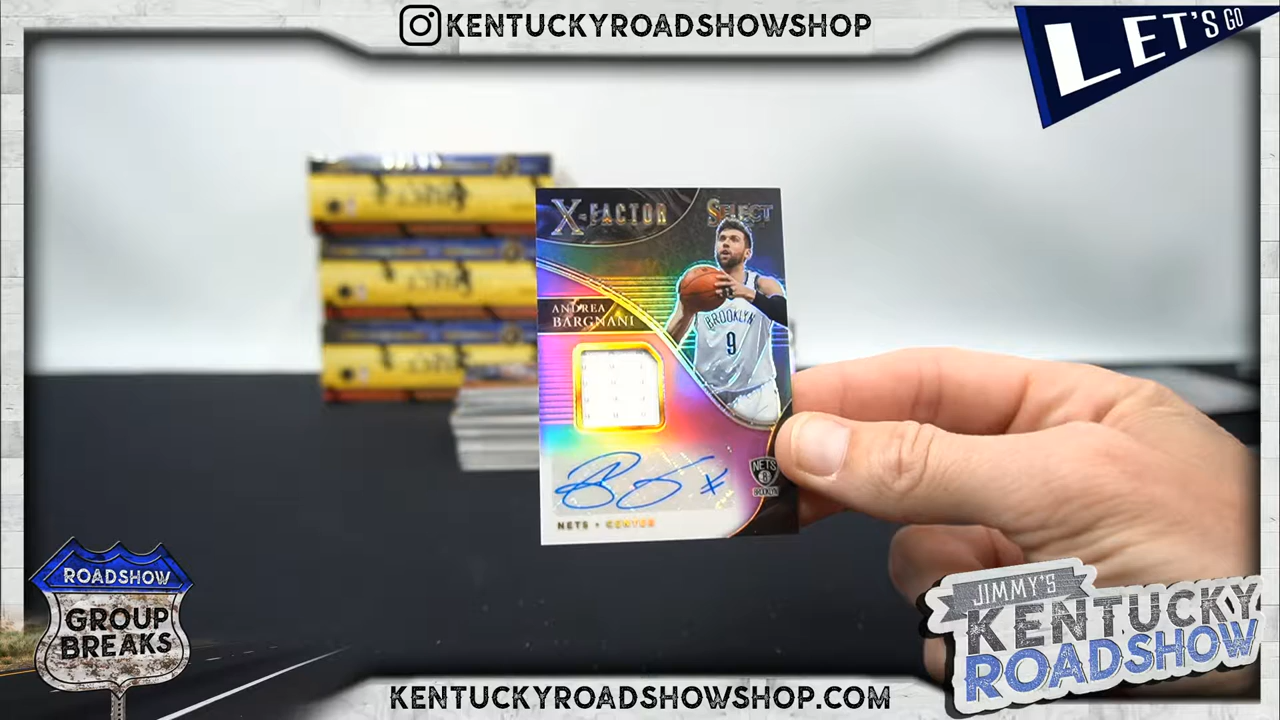 KENTUCKYROADSHOWSHOP
LET'S GO
X-FACTOR
SELECT
ANDREA
BARGNANI
BROOKLYN
9
NETS
B
BROOKLYN
NETS • CENTER
ROADSHOW
GROUP
BREAKS
JIMMY'S
KENTUCKY
ROADSHOW
KENTUCKYROADSHOWSHOP.COM